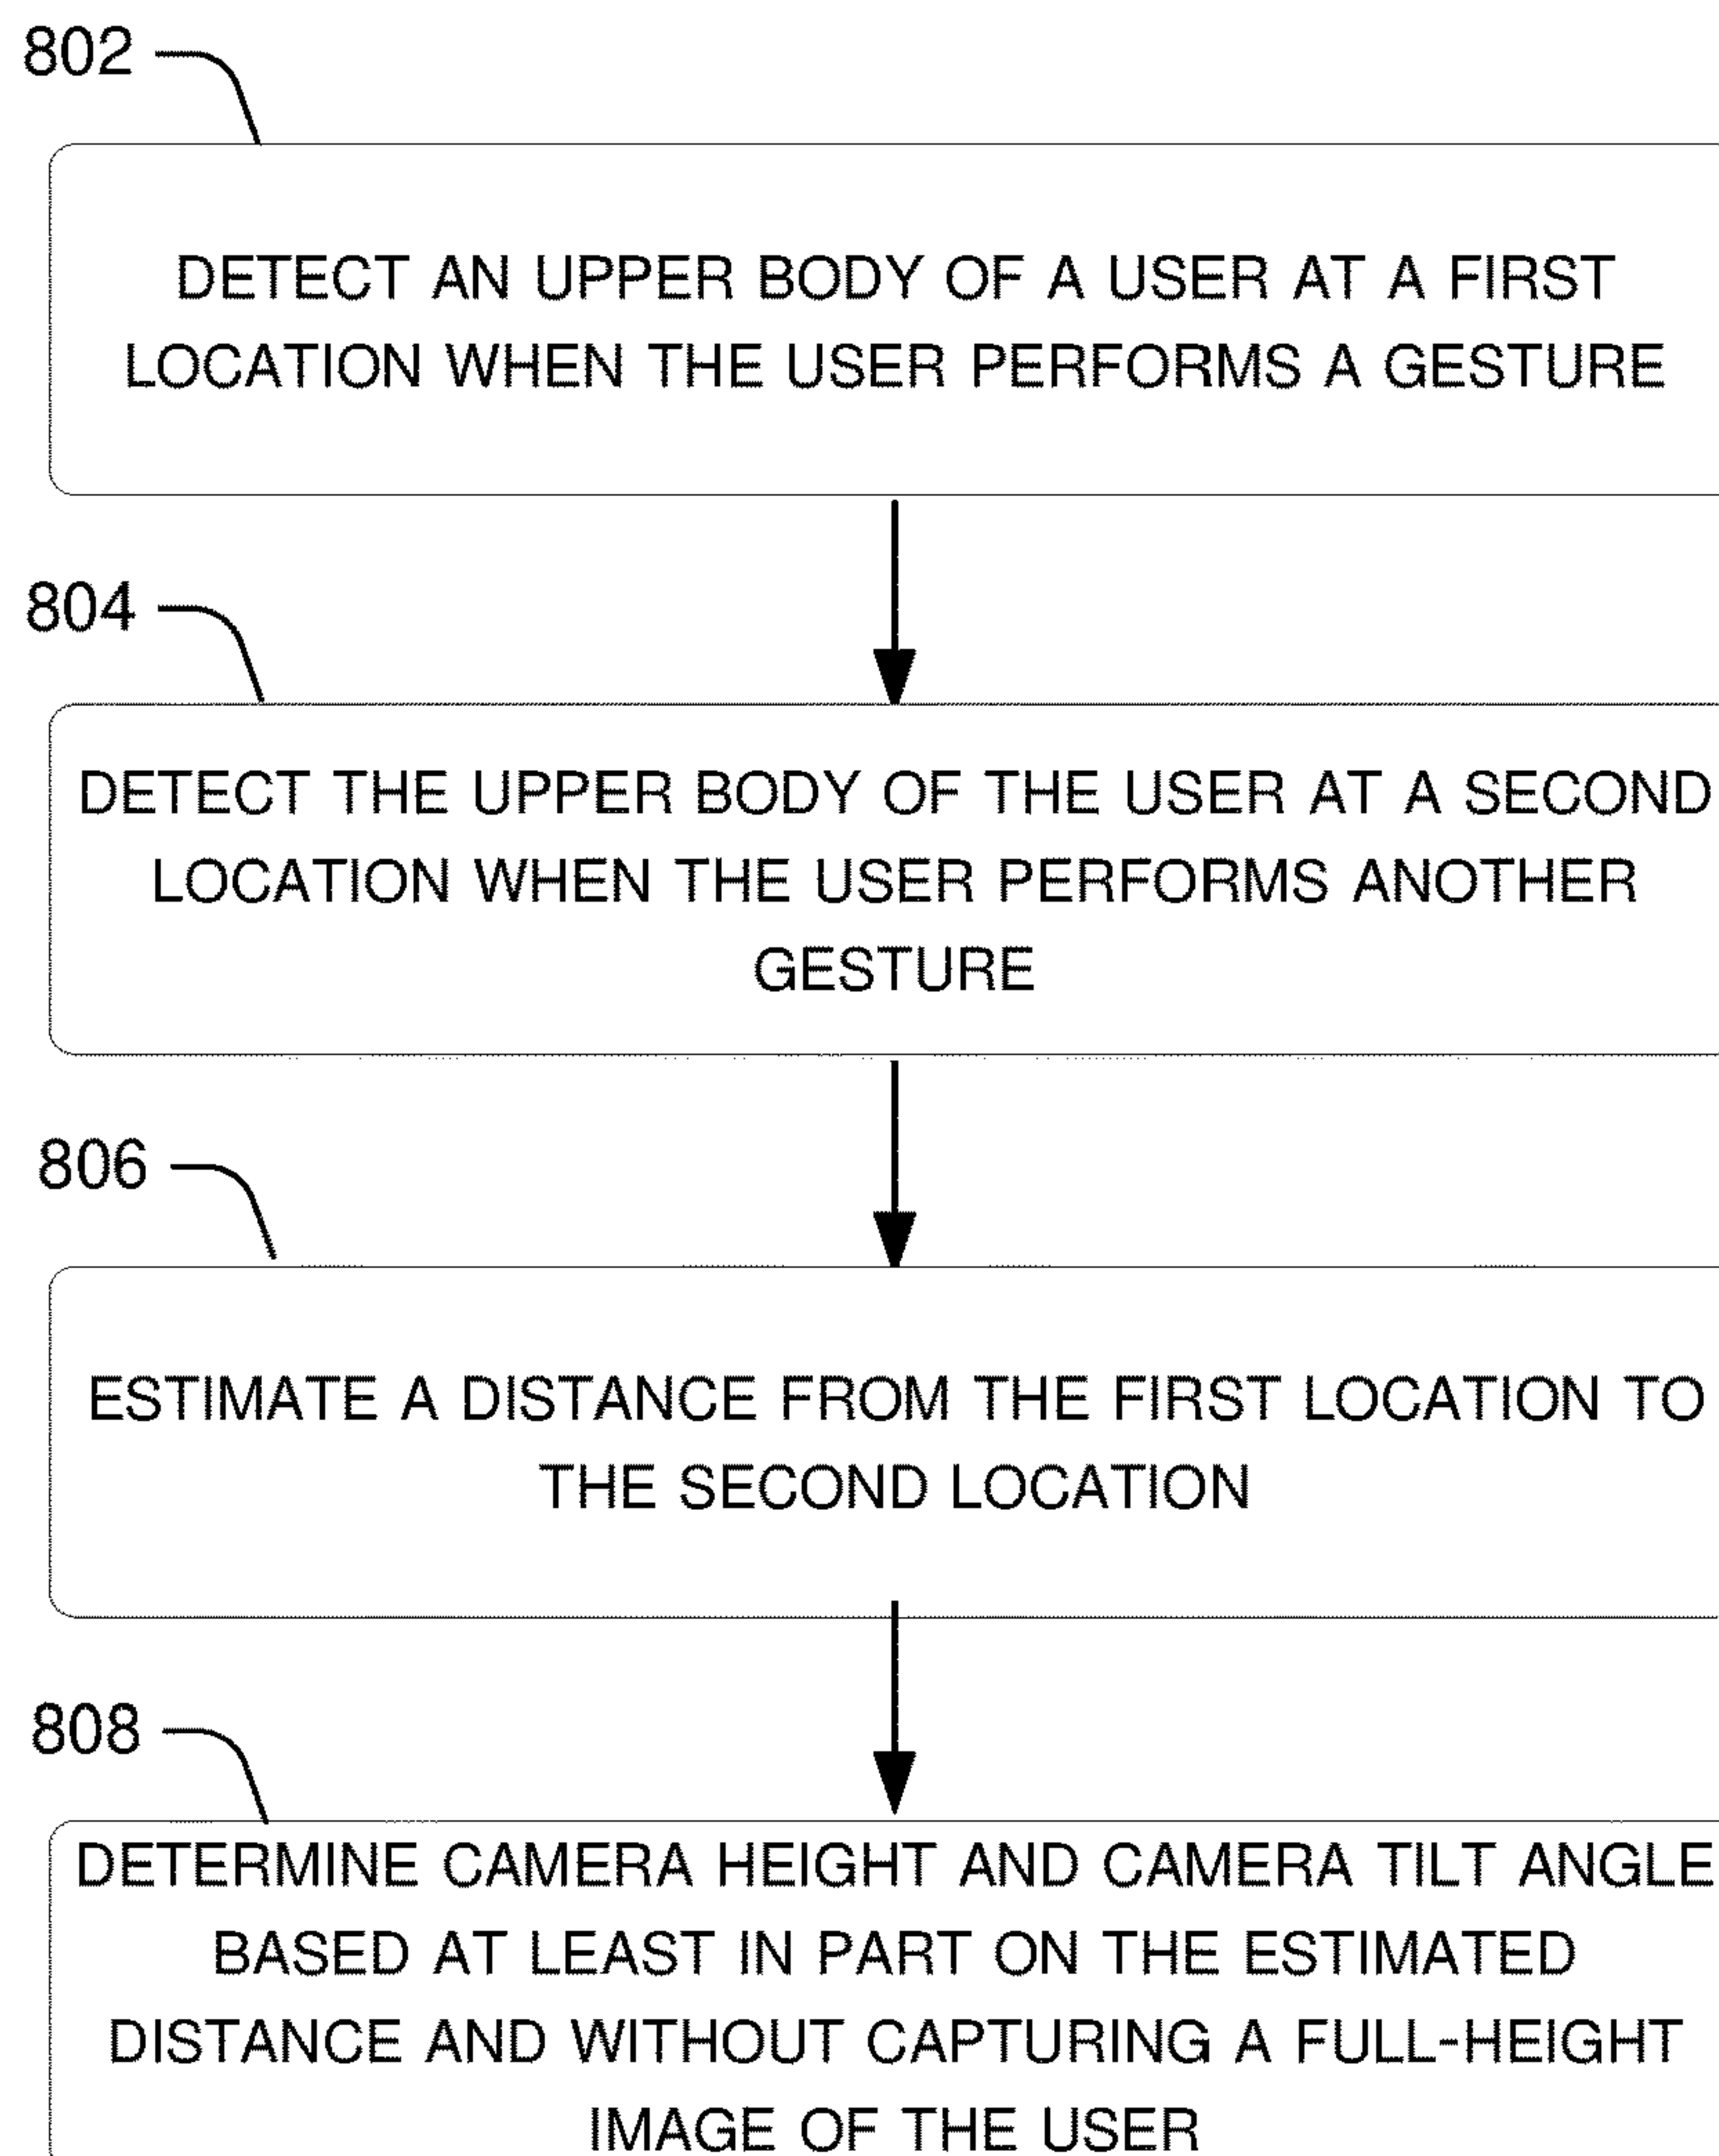 802
DETECT AN UPPER BODY OF A USER AT A FIRST
LOCATION WHEN THE USER PERFORMS A GESTURE
804
DETECT THE UPPER BODY OF THE USER AT A SECOND
LOCATION WHEN THE USER PERFORMS ANOTHER
GESTURE
806
ESTIMATE A DISTANCE FROM THE FIRST LOCATION TO
THE SECOND LOCATION
808
DETERMINE CAMERA HEIGHT AND CAMERA TILT ANGLE
BASED AT LEAST IN PART ON THE ESTIMATED
DISTANCE AND WITHOUT CAPTURING A FULL-HEIGHT
IMAGE OF THE USER